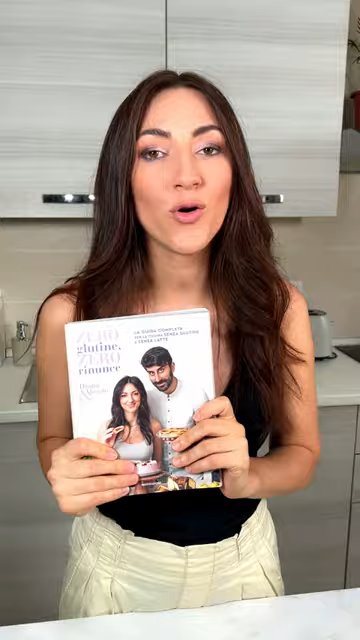 ZERO
glutine.
ZERO
rinunce
LA GUIDA COMPLETA
PER LA CUCINA SENZA GLUTINE
E SENZA LATTE